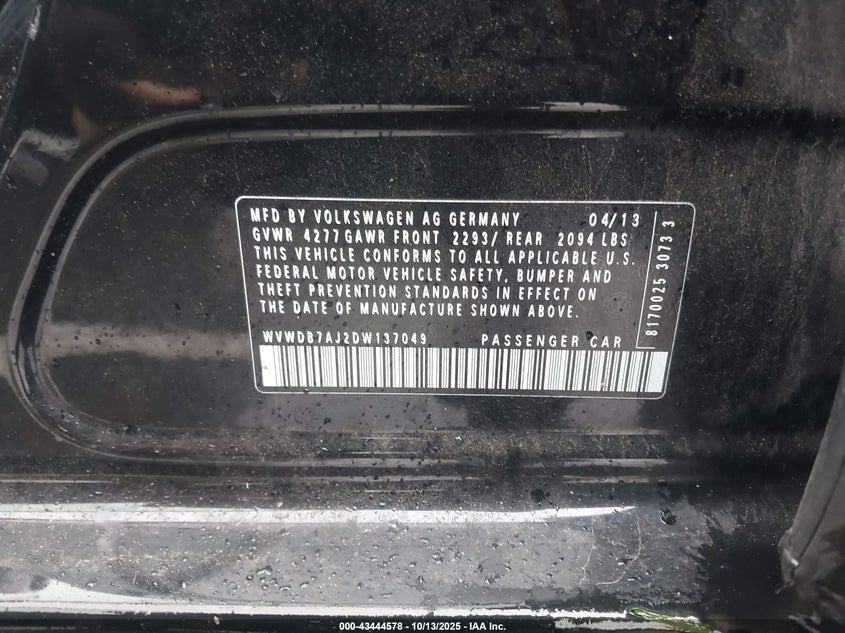 MFD BY VOLKSWAGEN AG GERMANY 04/13
GVWR 4277 GAWR FRONT 2293/ REAR 2094 LBS
THIS VEHICLE CONFORMS TO ALL APPLICABLE U.S.
FEDERAL MOTOR VEHICLE SAFETY, BUMPER AND
THEFT PREVENTION STANDARDS IN EFFECT ON
THE DATE OF MANUFACTURE SHOWN ABOVE.
WVWDB7AJ2DW137049 PASSENGER CAR
8170025 3073 3
000-43444578 - 10/13/2025 - IAA Inc.